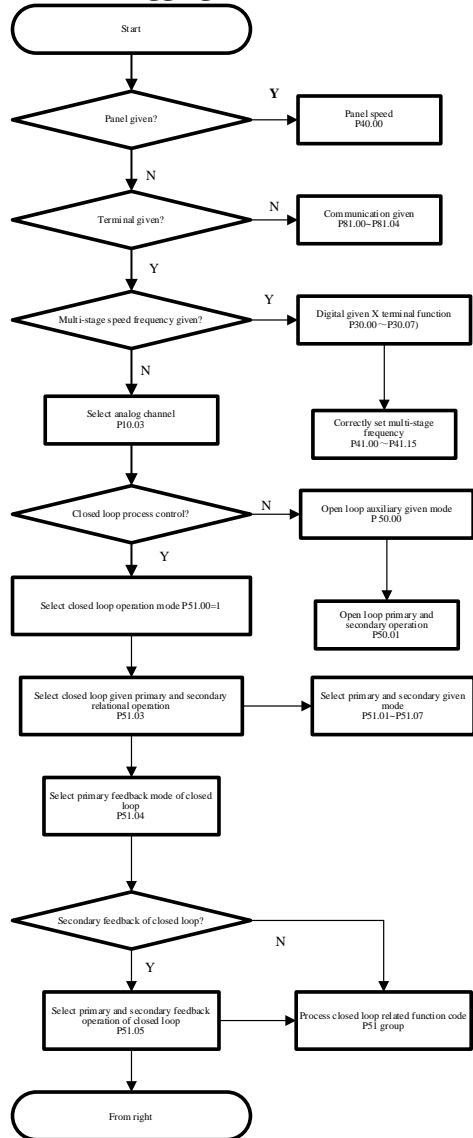 Start
Panel given?
Y
Panel speed
P40.00
N
Terminal given?
N
Communication given
P81.00~P81.04
Y
Multi-stage speed frequency given?
Y
Digital given X terminal function
P30.00～P30.07)
N
Select analog channel
P10.03
Correctly set multi-stage
frequency
P41.00～P41.15
Closed loop process control?
N
Open loop auxiliary given mode
P 50.00
Y
Select closed loop operation mode P51.00=1
Open loop primary and
secondary operation
P50.01
Select closed loop given primary and secondary
relational operation
P51.03
Select primary and secondary given
mode
P51.01~P51.07
Select primary feedback mode of closed
loop
P51.04
Secondary feedback of closed loop?
N
Y
Select primary and secondary feedback
operation of closed loop
P51.05
Process closed loop related function code
P51 group
From right